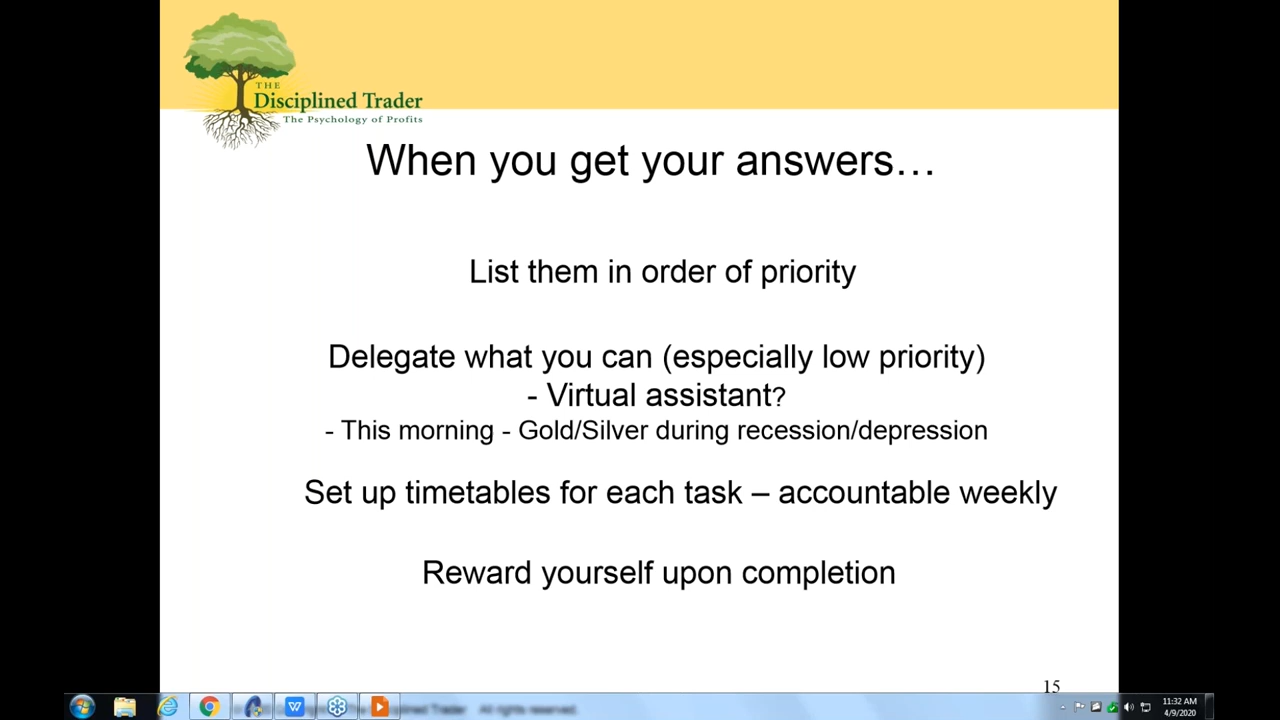 THE
Disciplined Trader
The Psychology of Profits
When you get your answers…
List them in order of priority
Delegate what you can (especially low priority)
- Virtual assistant?
- This morning - Gold/Silver during recession/depression
Set up timetables for each task – accountable weekly
Reward yourself upon completion
15
11:32 AM
4/9/2020